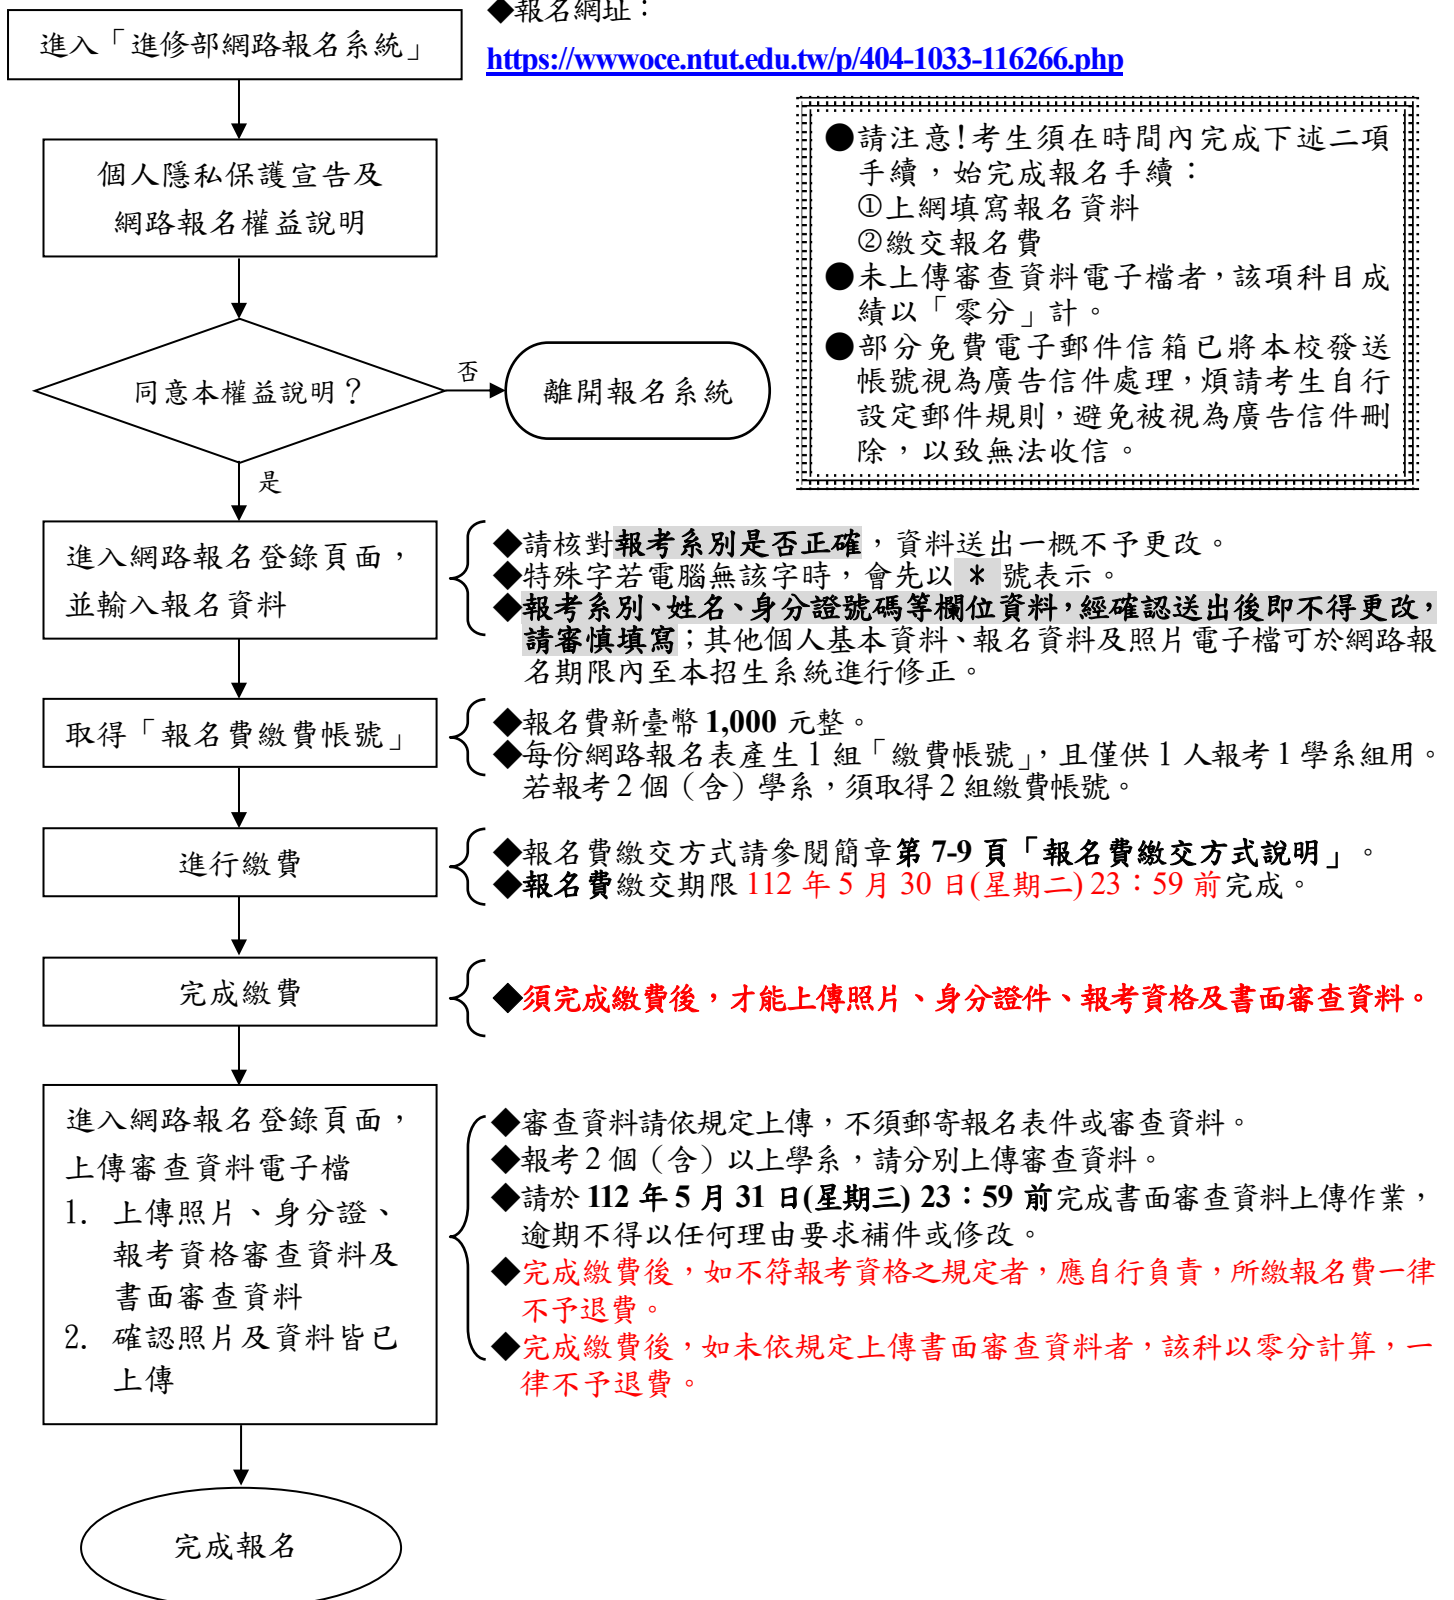 ◆報名網址：
進入「進修部網路報名系統」
https://wwwoce.ntut.edu.tw/p/404-1033-116266.php
●請注意!考生須在時間內完成下述二項
手續，始完成報名手續：
①上網填寫報名資料
②繳交報名費
●未上傳審查資料電子檔者，該項科目成
績以「零分」計。
●部分免費電子郵件信箱已將本校發送
帳號視為廣告信件處理，煩請考生自行
設定郵件規則，避免被視為廣告信件刪
除，以致無法收信。
個人隱私保護宣告及
網路報名權益說明
同意本權益說明？
否
離開報名系統
是
進入網路報名登錄頁面，
並輸入報名資料
◆請核對報考系別是否正確，資料送出一概不予更改。
◆特殊字若電腦無該字時，會先以 * 號表示。
◆報考系別、姓名、身分證號碼等欄位資料，經確認送出後即不得更改，
請審慎填寫；其他個人基本資料、報名資料及照片電子檔可於網路報
名期限內至本招生系統進行修正。
取得「報名費繳費帳號」
◆報名費新臺幣 1,000 元整。
◆每份網路報名表產生 1 組「繳費帳號」，且僅供 1 人報考 1 學系組用。
若報考 2 個（含）學系，須取得 2 組繳費帳號。
進行繳費
◆報名費繳交方式請參閱簡章第 7-9 頁「報名費繳交方式說明」。
◆報名費繳交期限 112 年 5 月 30 日(星期二) 23：59 前完成。
完成繳費
◆須完成繳費後，才能上傳照片、身分證件、報考資格及書面審查資料。
進入網路報名登錄頁面，
上傳審查資料電子檔
1. 上傳照片、身分證、
報考資格審查資料及
書面審查資料
2. 確認照片及資料皆已
上傳
◆審查資料請依規定上傳，不須郵寄報名表件或審查資料。
◆報考 2 個（含）以上學系，請分別上傳審查資料。
◆請於 112 年 5 月 31 日(星期三) 23：59 前完成書面審查資料上傳作業，
逾期不得以任何理由要求補件或修改。
◆完成繳費後，如不符報考資格之規定者，應自行負責，所繳報名費一律
不予退費。
◆完成繳費後，如未依規定上傳書面審查資料者，該科以零分計算，一
律不予退費。
完成報名